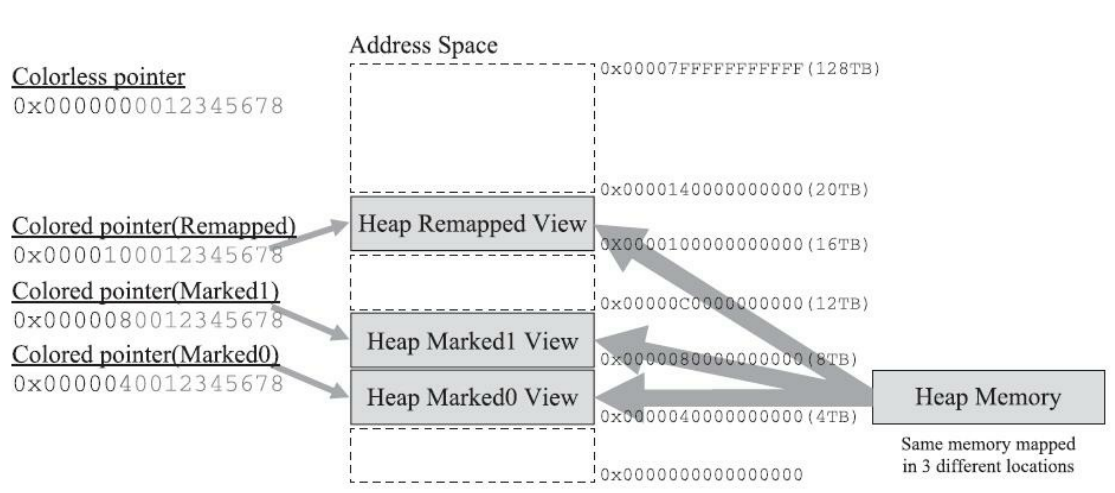 Address Space
0x00007FFFFFFFFFFF(128TB)
Colorless pointer
0x0000000012345678
0x0000140000000000(20TB)
Colored pointer(Remapped)
0x0000100012345678
Heap Remapped View
0x0000100000000000(16TB)
Colored pointer(Marked1)
0x0000080012345678
0x00000C0000000000(12TB)
Heap Marked1 View
0x0000080000000000(8TB)
Colored pointer(Marked0)
0x0000040012345678
Heap Marked0 View
0x0000040000000000(4TB)
Heap Memory
Same memory mapped
in 3 different locations
0x0000000000000000